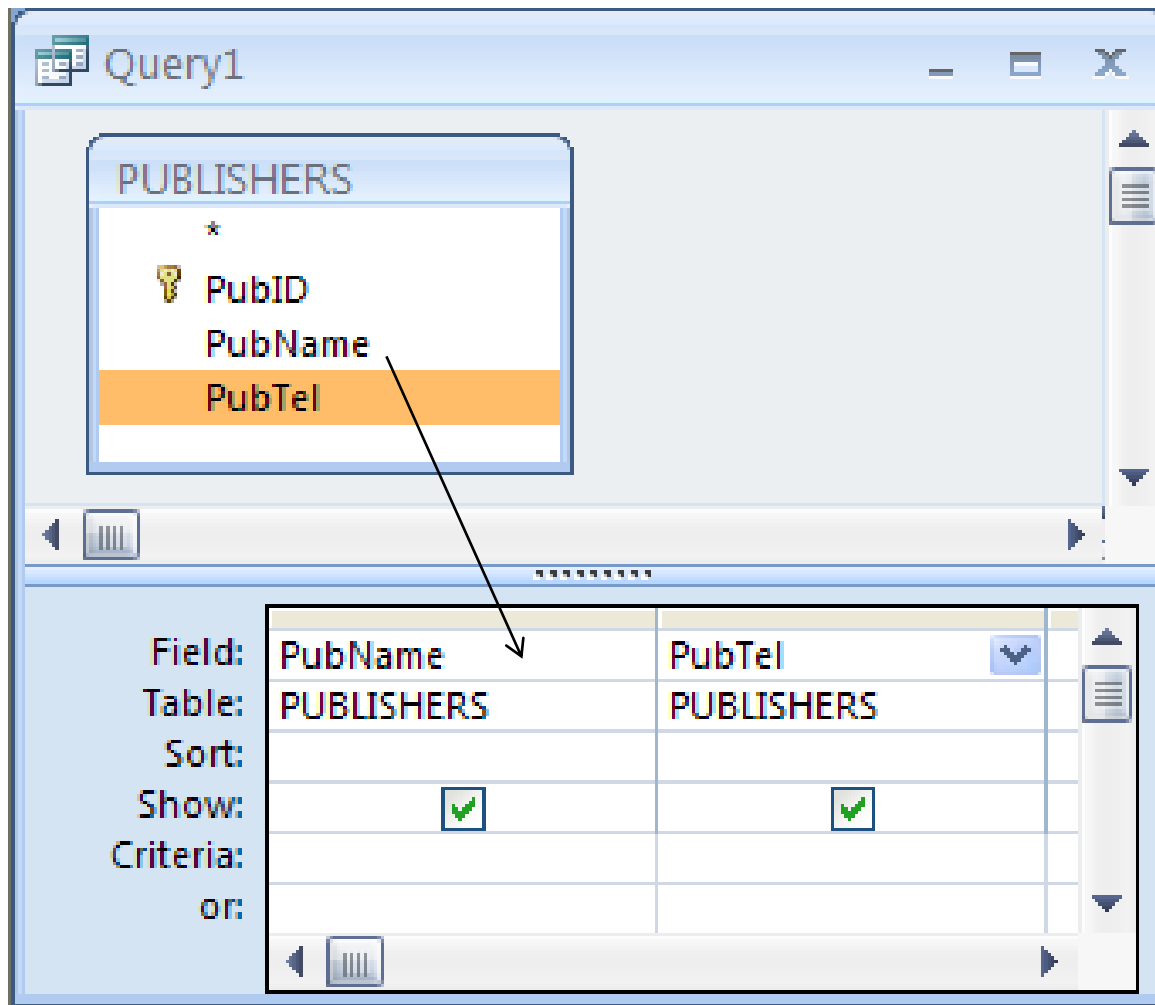 Query1
PUBLISHERS
*
PubID
PubName
PubTel
Field: PubName PubTel
Table: PUBLISHERS PUBLISHERS
Sort:
Show:
Criteria:
or: